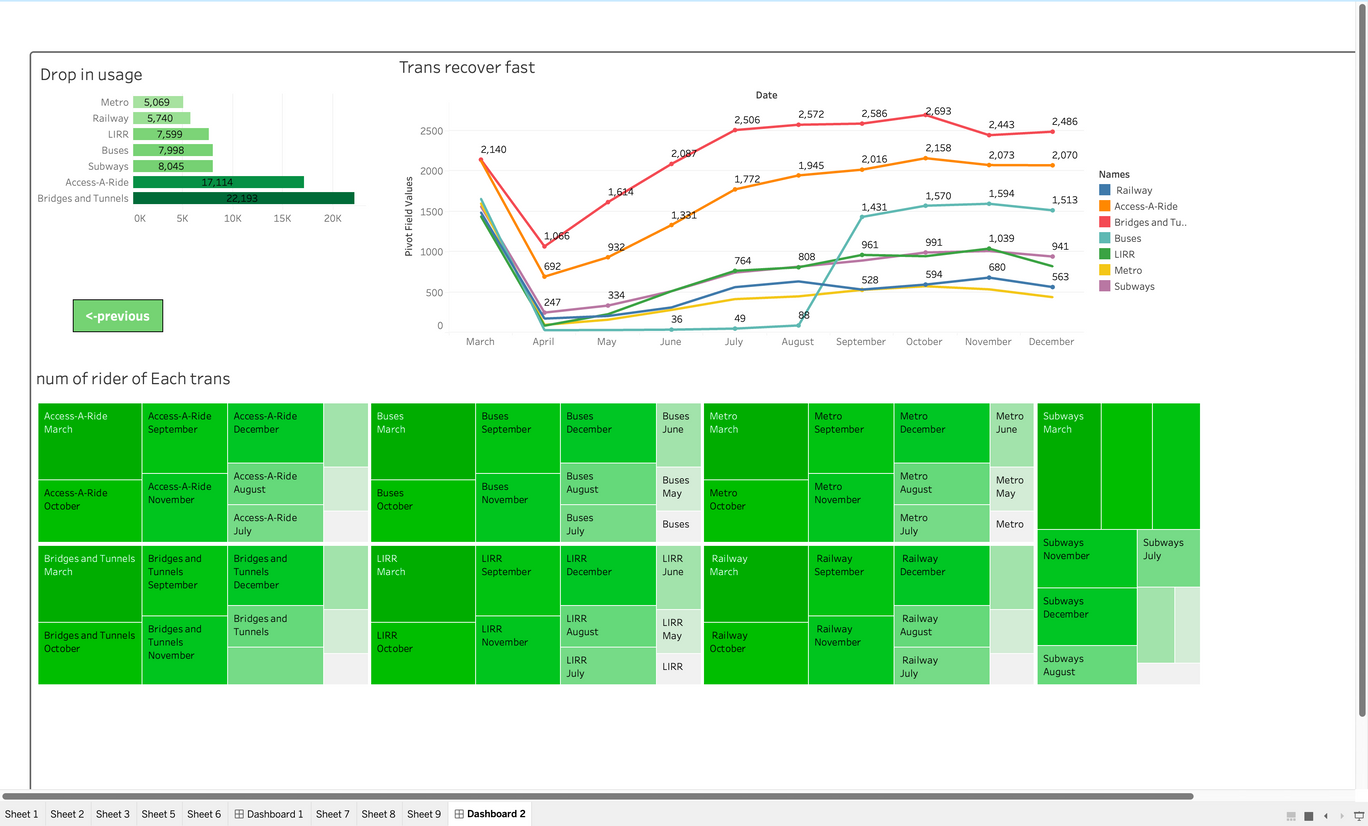 Drop in usage
Metro 5,069
Railway 5,740
LIRR 7,599
Buses 7,998
Subways 8,045
Access-A-Ride 17,114
Bridges and Tunnels 22,193
0K 5K 10K 15K 20K
<-previous
Trans recover fast
Date
Pivot Field Values
2500
2000
1500
1000
500
0
2,140
1,066
1,614
2,087
2,506
2,572
2,586
2,693
2,443
2,486
692
932
1,331
1,772
1,945
2,016
2,158
2,073
2,070
1,431
1,570
1,594
1,513
247
334
764
808
961
991
1,039
941
528
594
680
563
36
49
88
March April May June July August September October November December
Names
Railway
Access-A-Ride
Bridges and Tu..
Buses
LIRR
Metro
Subways
num of rider of Each trans
Access-A-Ride
March
Access-A-Ride
October
Access-A-Ride
September
Access-A-Ride
November
Access-A-Ride
December
Access-A-Ride
August
Access-A-Ride
July
Buses
March
Buses
October
Buses
September
Buses
November
Buses
December
Buses
August
Buses
July
Buses
June
Buses
May
Buses
Metro
March
Metro
October
Metro
September
Metro
November
Metro
December
Metro
August
Metro
July
Metro
June
Metro
May
Metro
Subways
March
Subways
November
Subways
December
Subways
August
Subways
July
Bridges and Tunnels
March
Bridges and Tunnels
October
Bridges and
Tunnels
September
Bridges and
Tunnels
November
Bridges and
Tunnels
December
Bridges and
Tunnels
LIRR
March
LIRR
October
LIRR
September
LIRR
November
LIRR
December
LIRR
August
LIRR
July
LIRR
June
LIRR
May
LIRR
Railway
March
Railway
October
Railway
September
Railway
November
Railway
December
Railway
August
Railway
July
Sheet 1 Sheet 2 Sheet 3 Sheet 5 Sheet 6 Dashboard 1 Sheet 7 Sheet 8 Sheet 9 Dashboard 2